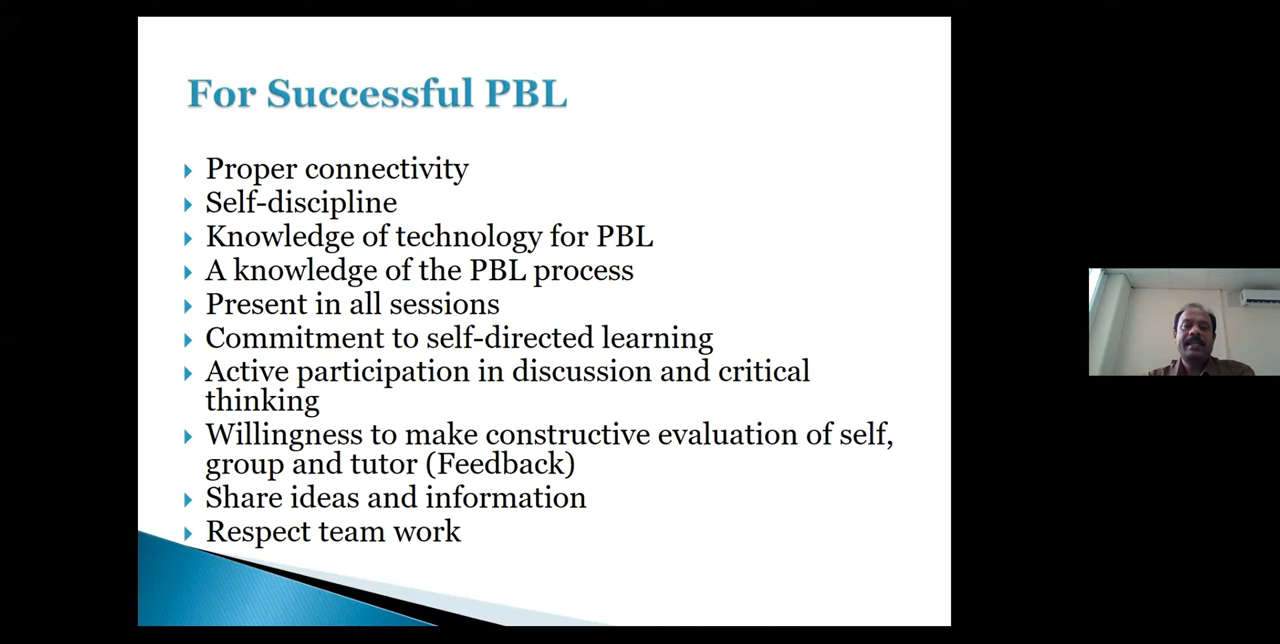 For Successful PBL
Proper connectivity
Self-discipline
Knowledge of technology for PBL
A knowledge of the PBL process
Present in all sessions
Commitment to self-directed learning
Active participation in discussion and critical
thinking
Willingness to make constructive evaluation of self,
group and tutor (Feedback)
Share ideas and information
Respect team work